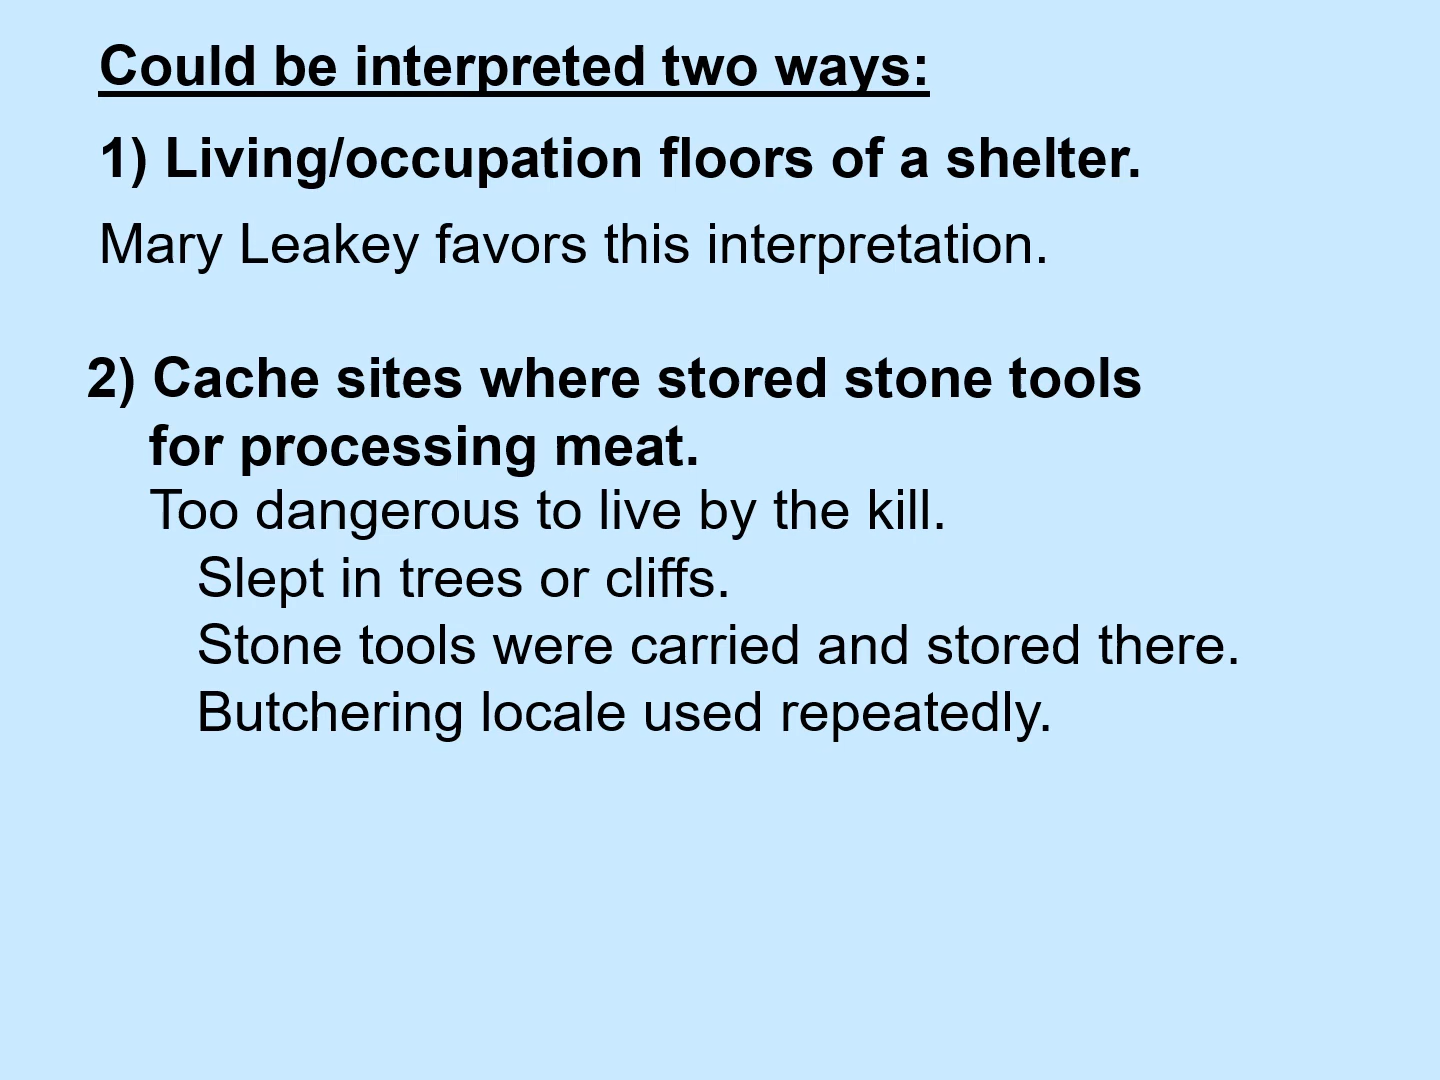 Could be interpreted two ways:
1) Living/occupation floors of a shelter.
Mary Leakey favors this interpretation.
2) Cache sites where stored stone tools
for processing meat.
Too dangerous to live by the kill.
Slept in trees or cliffs.
Stone tools were carried and stored there.
Butchering locale used repeatedly.